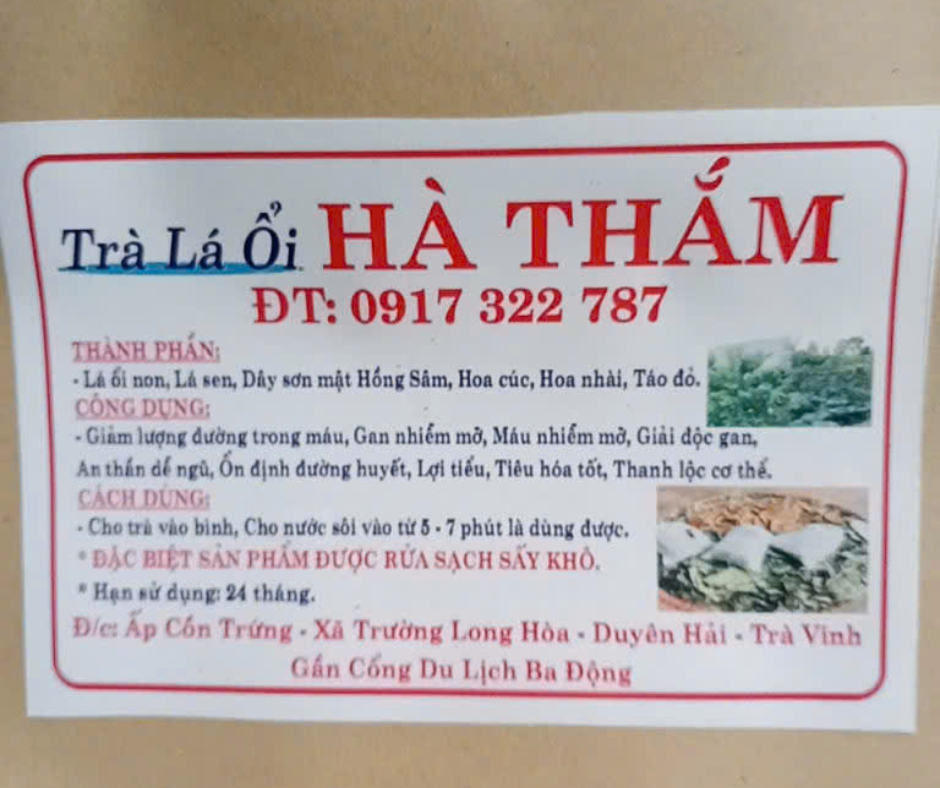 Trà Lá Ổi HÀ THẮM
ĐT: 0917 322 787
THÀNH PHẦN:
- Lá ổi non, Lá sen, Dây sơn mật Hồng Sâm, Hoa cúc, Hoa nhài, Táo đỏ.
CÔNG DỤNG:
- Giảm lượng đường trong máu, Gan nhiễm mỡ, Máu nhiễm mỡ, Giải độc gan,
An thần dễ ngủ, Ổn định đường huyết, Lợi tiểu, Tiêu hóa tốt, Thanh lộc cơ thể.
CÁCH DÙNG:
- Cho trà vào bình, Cho nước sôi vào từ 5 - 7 phút là dùng được.
* ĐẶC BIỆT SẢN PHẨM ĐƯỢC RỬA SẠCH SẤY KHÔ.
* Hạn sử dụng: 24 tháng.
Đ/c: Ấp Cồn Trứng - Xã Trường Long Hòa - Duyên Hải - Trà Vinh
Gần Cổng Du Lịch Ba Động